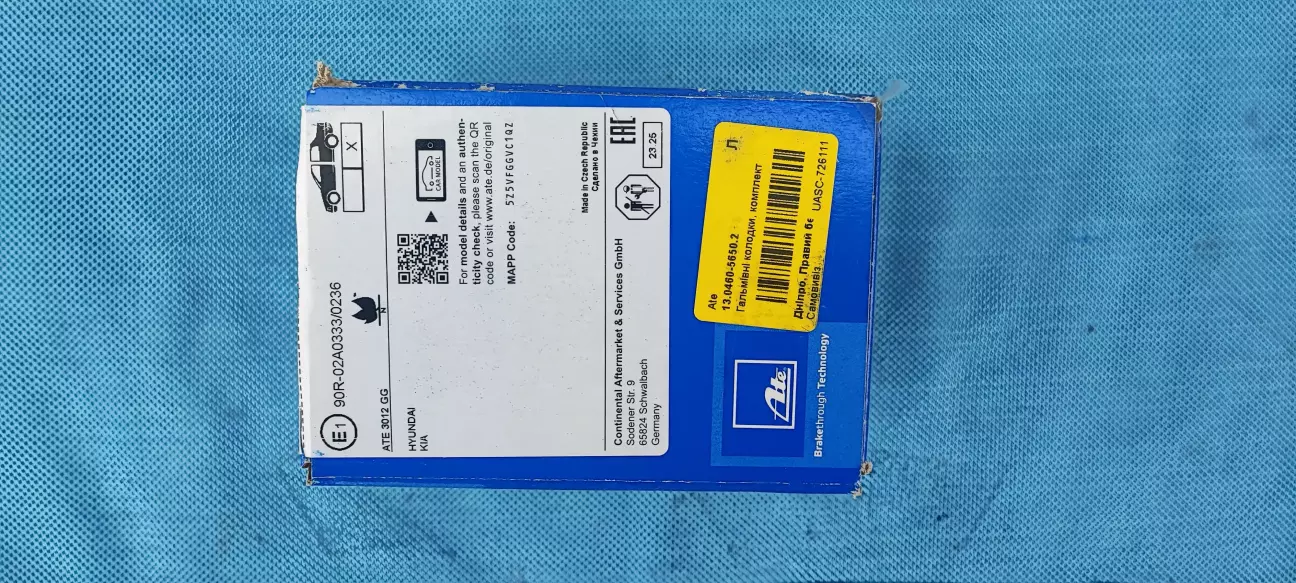 E1 90R-02A0333/0236
X
N
ATE 3012 GG
HYUNDAI
KIA
CAR MODEL
For model details and an authen-
ticity check, please scan the QR
code or visit www.ate.de/original
MAPP Code: 5Z5VFGGVC1QZ
Made in Czech Republic
Сделано в Чехии
Continental Aftermarket & Services GmbH
Sodener Str. 9
65824 Schwalbach
Germany
EAC
23 25
Ate
Л
13.0460-5650.2
Гальмівні колодки, комплект
Дніпро, Правий бе
Самовивіз
UASC-726111
Ate
Brakethrough Technology